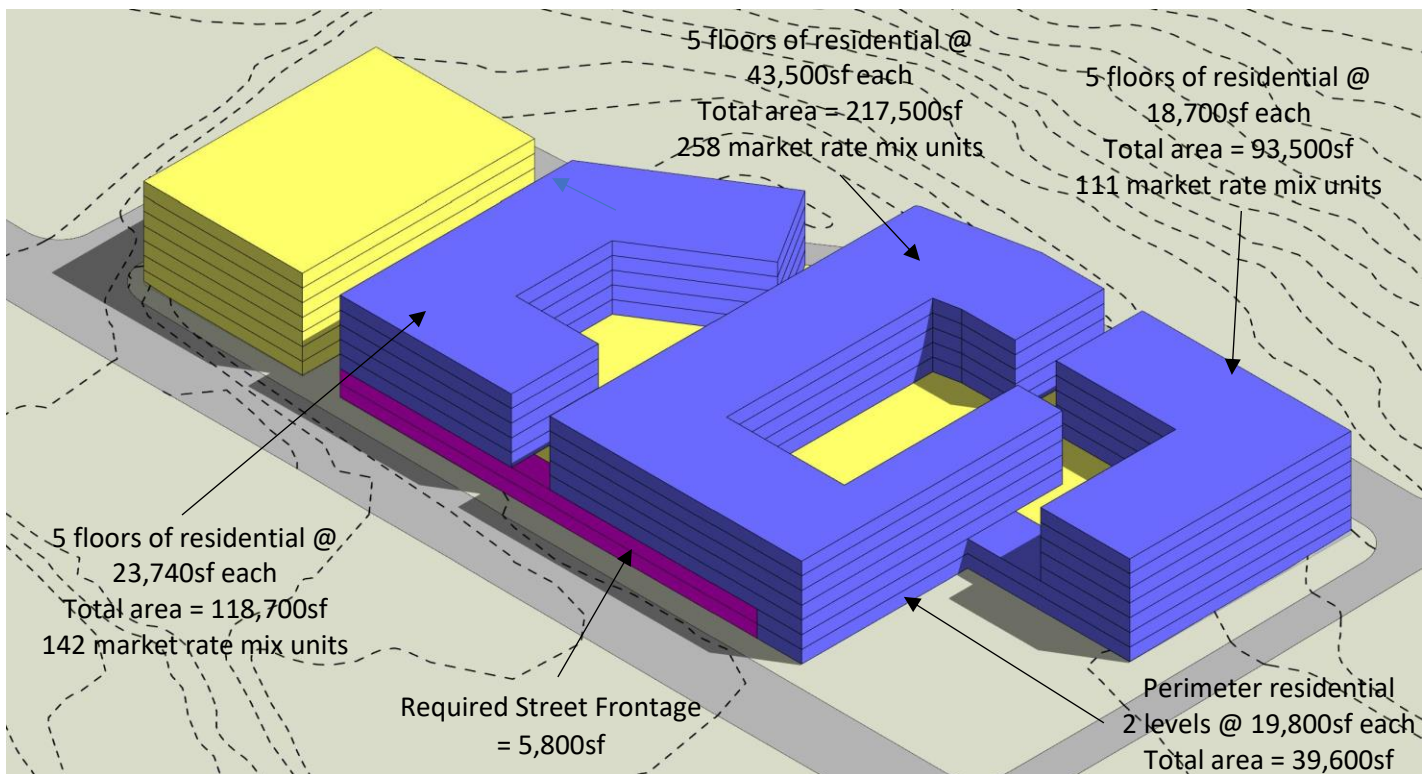 5 floors of residential @
43,500sf each
Total area = 217,500sf
258 market rate mix units
5 floors of residential @
18,700sf each
Total area = 93,500sf
111 market rate mix units
5 floors of residential @
23,740sf each
Total area = 118,700sf
142 market rate mix units
Required Street Frontage
= 5,800sf
Perimeter residential
2 levels @ 19,800sf each
Total area = 39,600sf